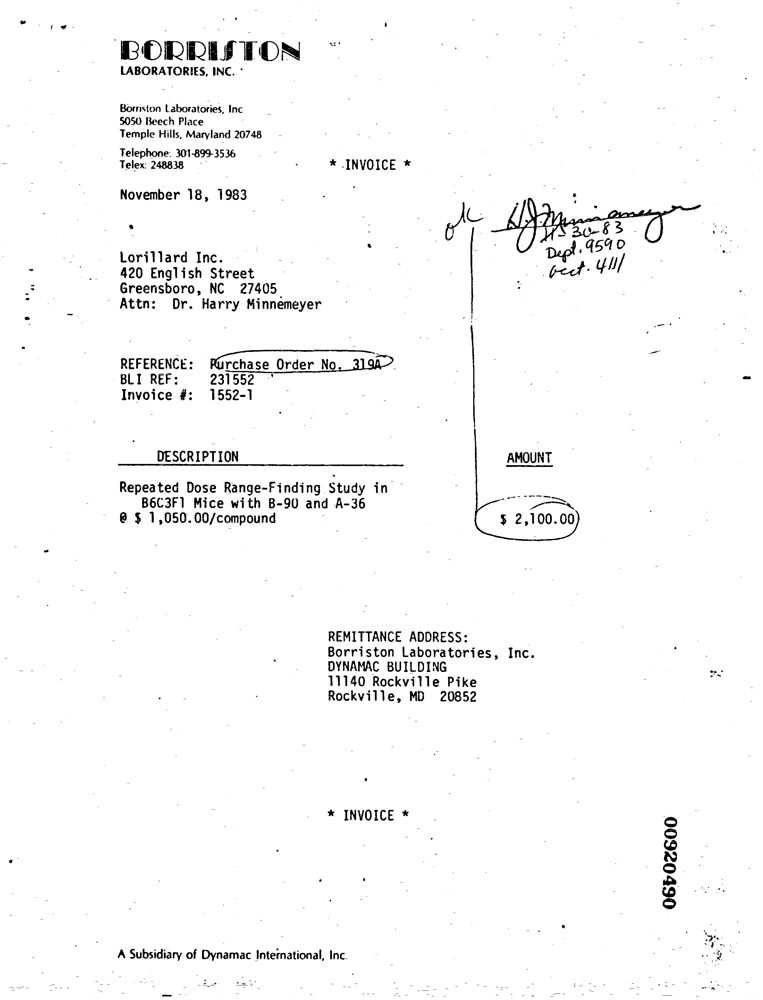 BORRISTON
LABORATORIES, INC.
Borriston Laboratories, Inc.
5050 Beech Place
Temple Hills, Maryland 20748
Telephone: 301-899-3536
Telex: 248838
* INVOICE *
November 18, 1983
ok HJ Minnemeyer
11-30-83
Dept. 9590
acct. 4111
Lorillard Inc.
420 English Street
Greensboro, NC 27405
Attn: Dr. Harry Minnemeyer
REFERENCE: Purchase Order No. 319A
BLI REF: 231552
Invoice #: 1552-1
DESCRIPTION AMOUNT
Repeated Dose Range-Finding Study in
B6C3F1 Mice with B-90 and A-36
@ $ 1,050.00/compound $ 2,100.00
REMITTANCE ADDRESS:
Borriston Laboratories, Inc.
DYNAMAC BUILDING
11140 Rockville Pike
Rockville, MD 20852
* INVOICE *
00920490
A Subsidiary of Dynamac International, Inc.